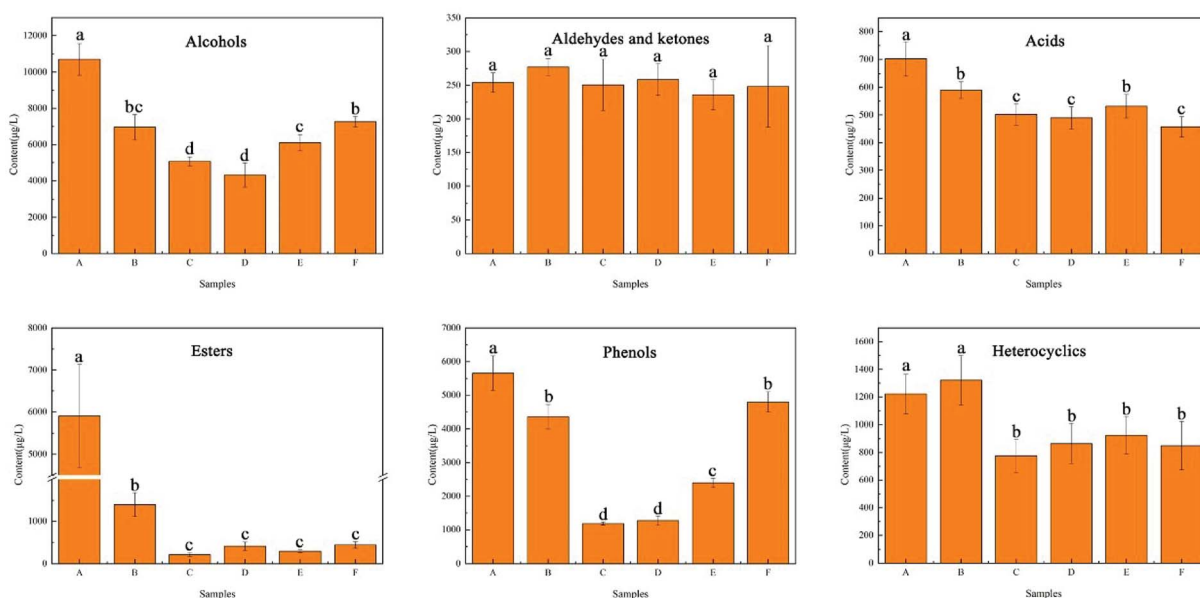 Alcohols
Content(μg/L)
12000
10000
8000
6000
4000
2000
0
a
bc
d
d
c
b
A B C D E F
Samples
Aldehydes and ketones
Content(μg/L)
350
300
250
200
150
100
50
0
a
a
a
a
a
a
A B C D E F
Samples
Acids
Content(μg/L)
800
700
600
500
400
300
200
100
0
a
b
c
c
b
c
A B C D E F
Samples
Esters
Content(μg/L)
8000
7000
6000
5000
1000
0
a
b
c
c
c
c
A B C D E F
Samples
Phenols
Content(μg/L)
7000
6000
5000
4000
3000
2000
1000
0
a
b
d
d
c
b
A B C D E F
Samples
Heterocyclics
Content(μg/L)
1600
1400
1200
1000
800
600
400
200
0
a
a
b
b
b
b
A B C D E F
Samples